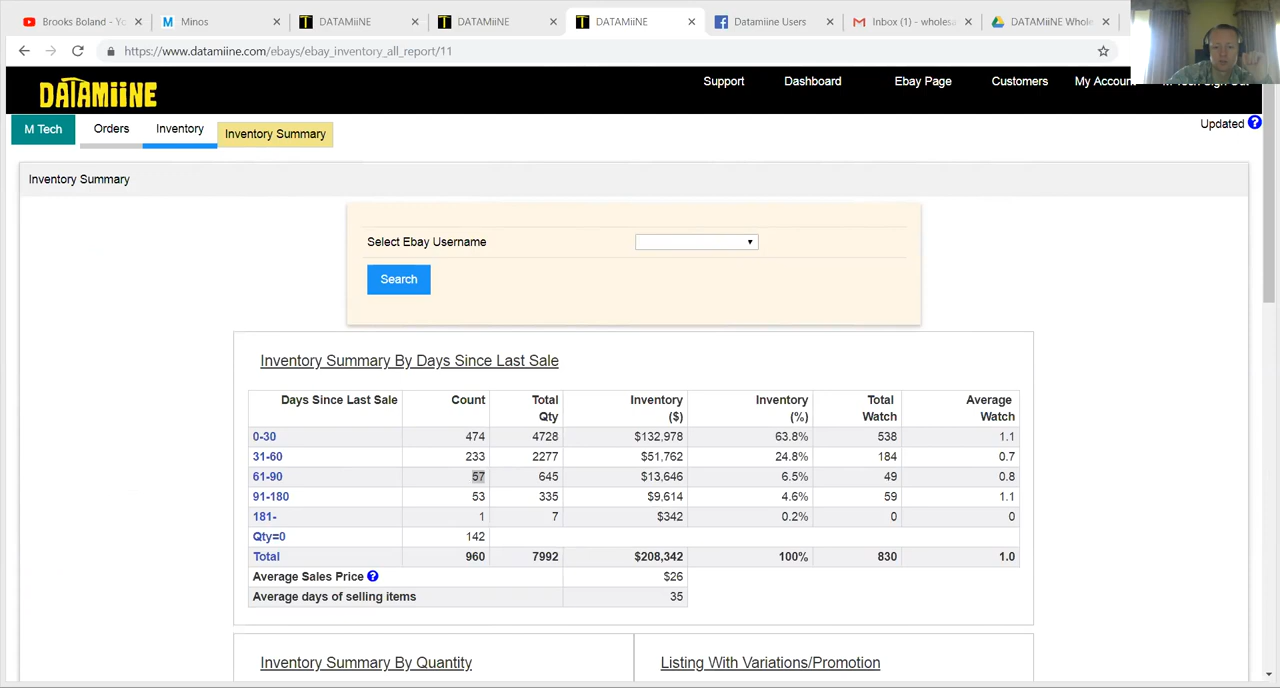 Brooks Boland - Yo
Minos
DATAMiiNE
DATAMiiNE
DATAMiiNE
Datamiine Users
Inbox (1) - wholesa
DATAMiiNE Whole
https://www.datamiine.com/ebays/ebay_inventory_all_report/11
DATAMiiNE
Support Dashboard Ebay Page Customers My Account
M Tech Orders Inventory Inventory Summary
Updated ?
Inventory Summary
Select Ebay Username
Search
Inventory Summary By Days Since Last Sale
Days Since Last Sale Count Total Qty Inventory ($) Inventory (%) Total Watch Average Watch
0-30 474 4728 $132,978 63.8% 538 1.1
31-60 233 2277 $51,762 24.8% 184 0.7
61-90 57 645 $13,646 6.5% 49 0.8
91-180 53 335 $9,614 4.6% 59 1.1
181- 1 7 $342 0.2% 0 0
Qty=0 142
Total 960 7992 $208,342 100% 830 1.0
Average Sales Price ? $26
Average days of selling items 35
Inventory Summary By Quantity
Listing With Variations/Promotion